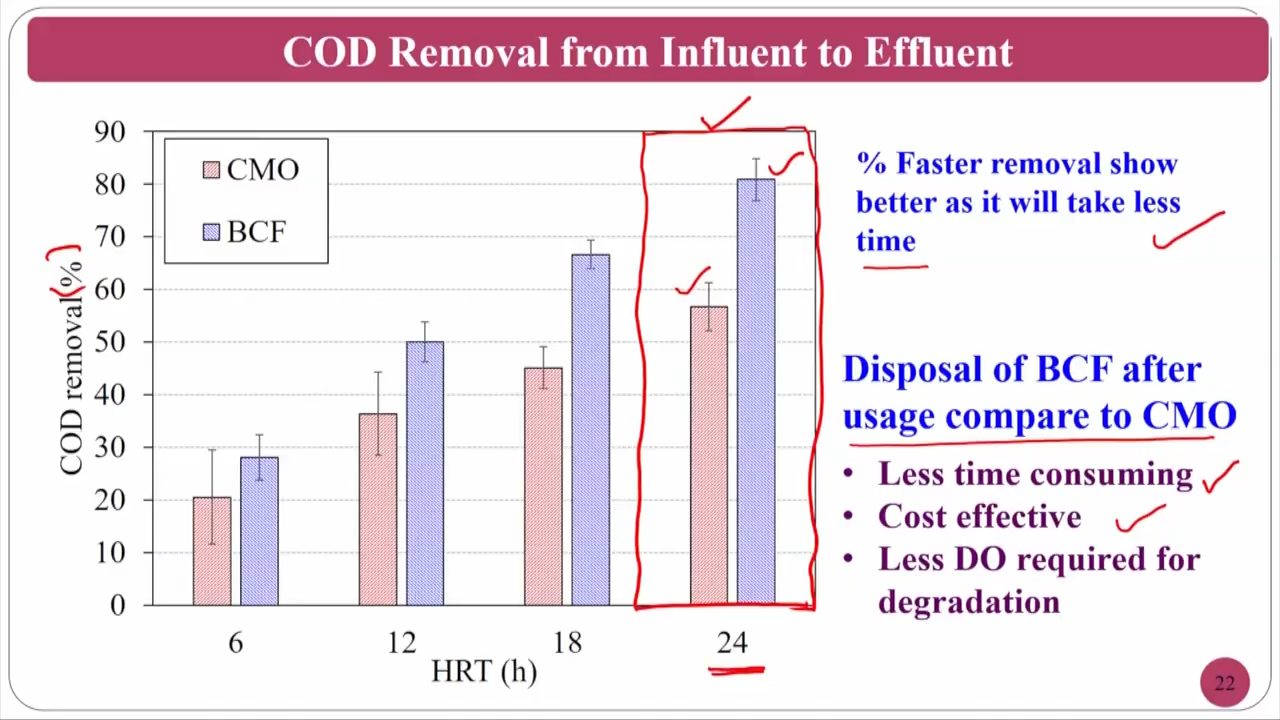 COD Removal from Influent to Effluent
90
80
70
60
50
40
30
20
10
0
COD removal (%)
CMO
BCF
6
12
18
24
HRT (h)
% Faster removal show
better as it will take less
time
Disposal of BCF after
usage compare to CMO
• Less time consuming
• Cost effective
• Less DO required for
degradation
22